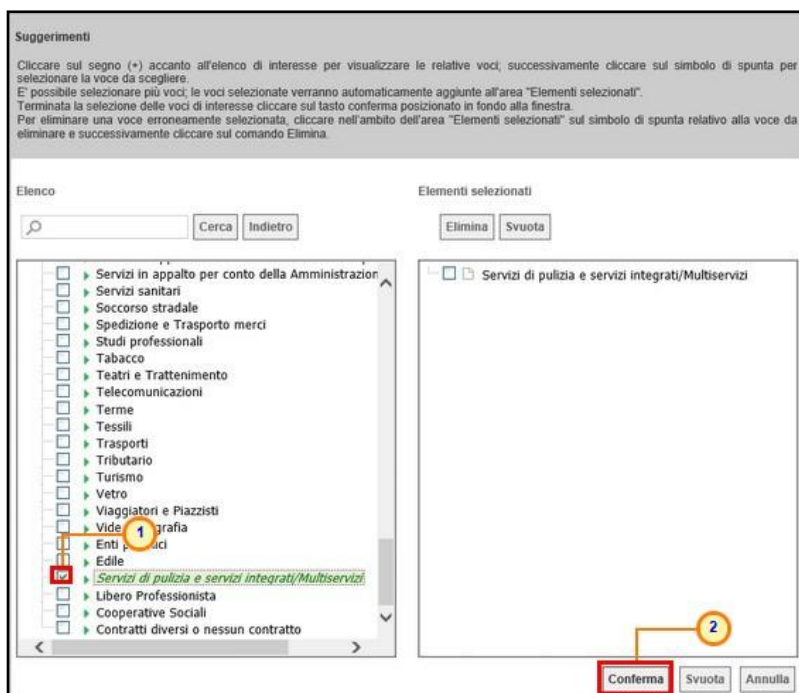 Suggerimenti
Cliccare sul segno (+) accanto all'elenco di interesse per visualizzare le relative voci; successivamente cliccare sul simbolo di spunta per
selezionare la voce da scegliere.
E' possibile selezionare più voci; le voci selezionate verranno automaticamente aggiunte all'area "Elementi selezionati".
Terminata la selezione delle voci di interesse cliccare sul tasto conferma posizionato in fondo alla finestra.
Per eliminare una voce erroneamente selezionata, cliccare nell'ambito dell'area "Elementi selezionati" sul simbolo di spunta relativo alla voce da
eliminare e successivamente cliccare sul comando Elimina.
Elenco
Cerca Indietro
Servizi in appalto per conto della Amministrazion
Servizi sanitari
Soccorso stradale
Spedizione e Trasporto merci
Studi professionali
Tabacco
Teatri e Trattenimento
Telecomunicazioni
Terme
Tessili
Trasporti
Tributario
Turismo
Vetro
Viaggiatori e Piazzisti
1
Enti
Edile
Servizi di pulizia e servizi integrati/Multiservizi
Libero Professionista
Cooperative Sociali
Contratti diversi o nessun contratto
Elementi selezionati
Elimina Svuota
Servizi di pulizia e servizi integrati/Multiservizi
2
Conferma Svuota Annulla